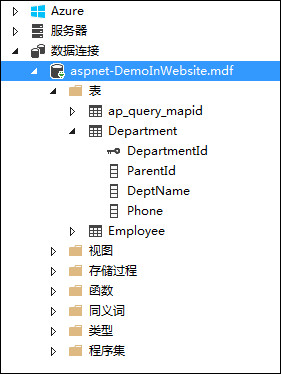 Azure
服务器
数据连接
aspnet-DemoInWebsite.mdf
表
ap_query_mapid
Department
DepartmentId
ParentId
DeptName
Phone
Employee
视图
存储过程
函数
同义词
类型
程序集